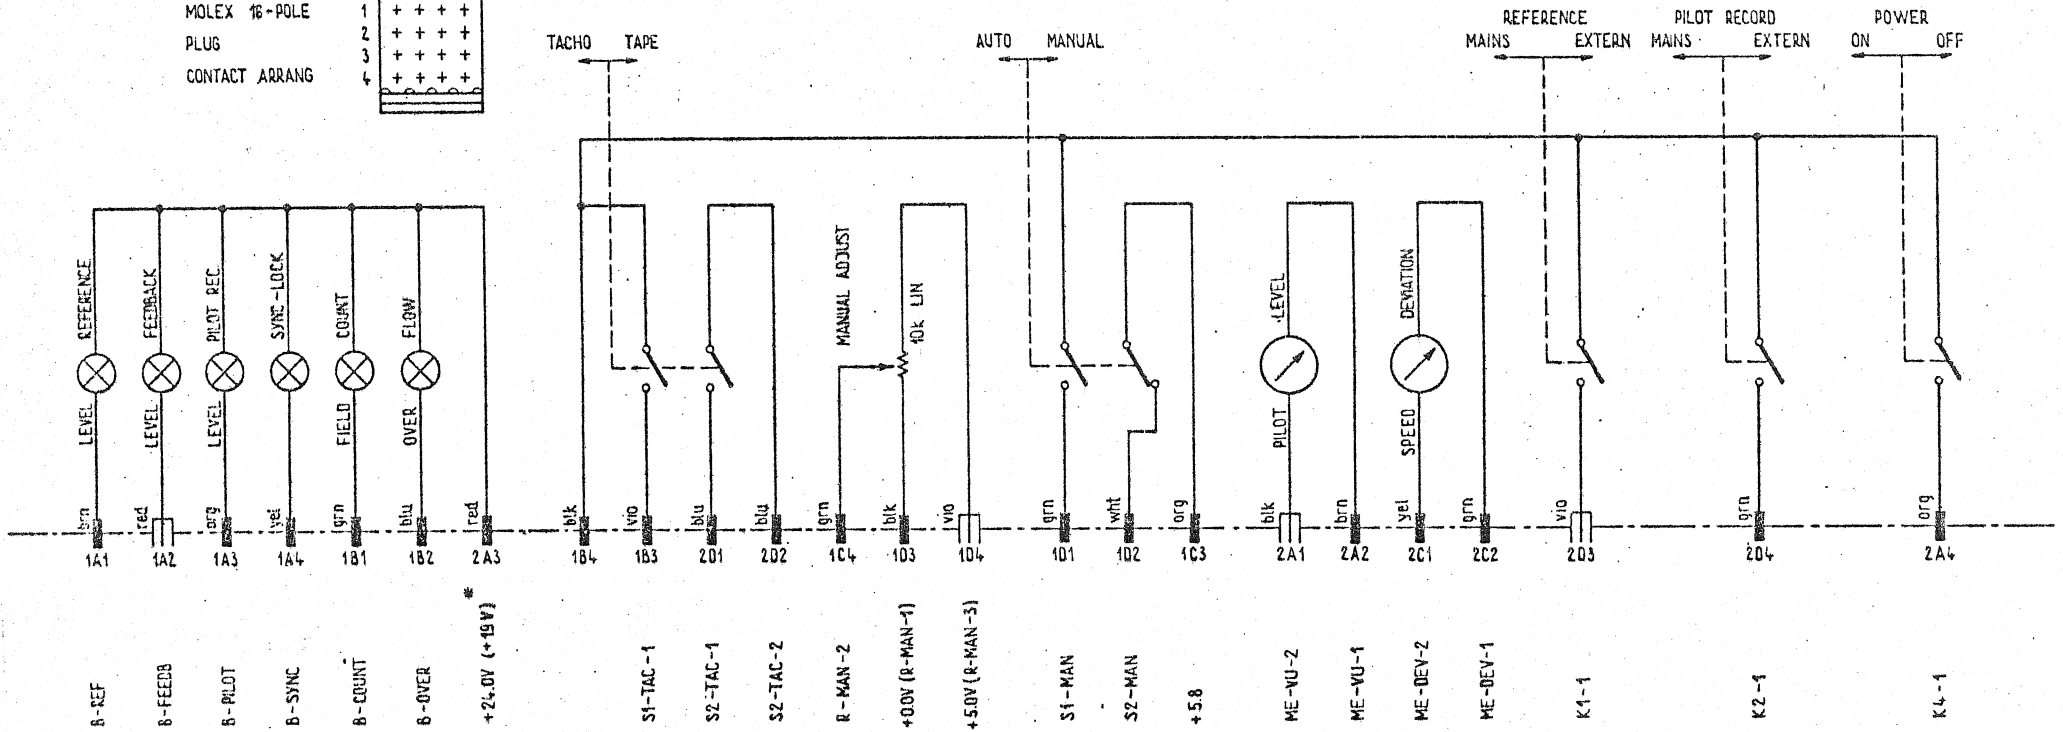 MOLEX 16-POLE
PLUG
CONTACT ARRANG
1
2
3
4
TACHO TAPE
AUTO MANUAL
REFERENCE
MAINS EXTERN
PILOT RECORD
MAINS EXTERN
POWER
ON OFF
LEVEL REFERENCE
LEVEL FEEDBACK
LEVEL PILOT REC.
SYNC-LOCK
FIELD COUNT
OVER FLOW
MANUAL ADJUST
10k LIN
PILOT LEVEL
SPEED DEVIATION
brn red org yel grn blu red blk vio blu blu grn blk vio grn wht org blk brn yel grn vio grn org
1A1 1A2 1A3 1A4 1B1 1B2 2A3 1B4 1B3 2D1 2D2 1C4 1D3 1D4 1D1 1D2 1C3 2A1 2A2 2C1 2C2 2D3 2D4 2A4
B-REF
B-FEEDB
B-PILOT
B-SYNC
B-COUNT
B-OVER
+24.0V (+19V) *
S1-TAC-1
S2-TAC-1
S2-TAC-2
R-MAN-2
+0.0V (R-MAN-1)
+5.0V (R-MAN-3)
S1-MAN
S2-MAN
+5.8
ME-VU-2
ME-VU-1
ME-DEV-2
ME-DEV-1
K1-1
K2-1
K4-1